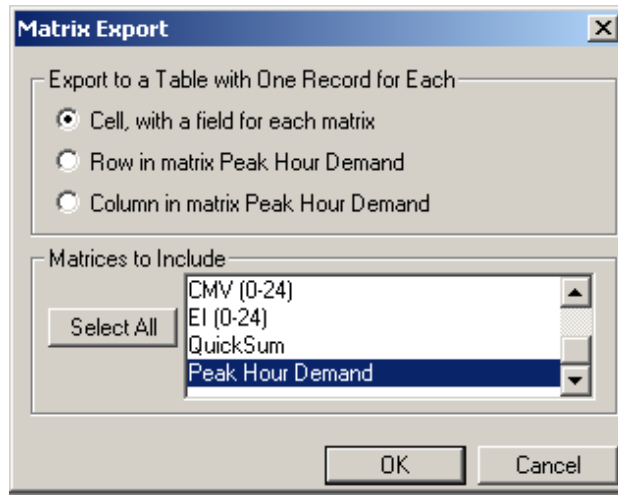 Matrix Export
Export to a Table with One Record for Each
Cell, with a field for each matrix
Row in matrix Peak Hour Demand
Column in matrix Peak Hour Demand
Matrices to Include
Select All
CMV (0-24)
EI (0-24)
QuickSum
Peak Hour Demand
OK
Cancel